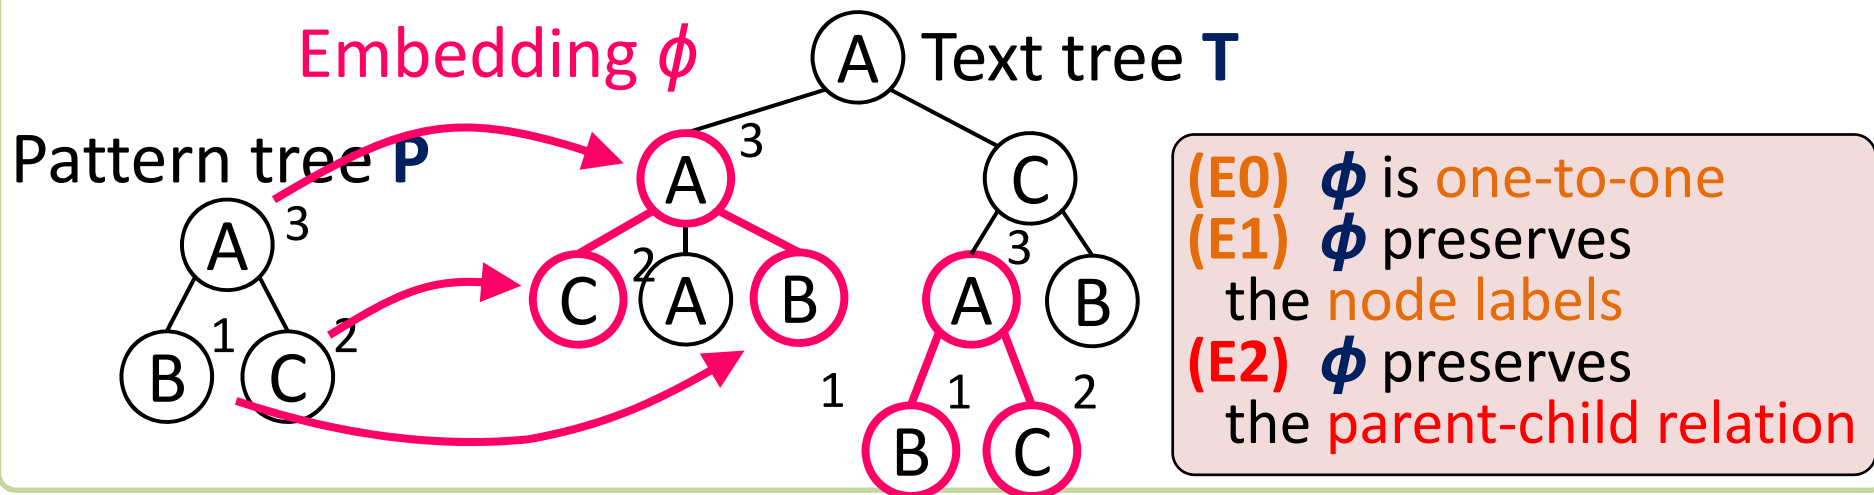 Embedding ϕ
A Text tree T
Pattern tree P
A 3
C
A 3
B 1
C 2
C 2
A
B
A 3
B
1
B 1
C 2
(E0) ϕ is one-to-one
(E1) ϕ preserves
the node labels
(E2) ϕ preserves
the parent-child relation